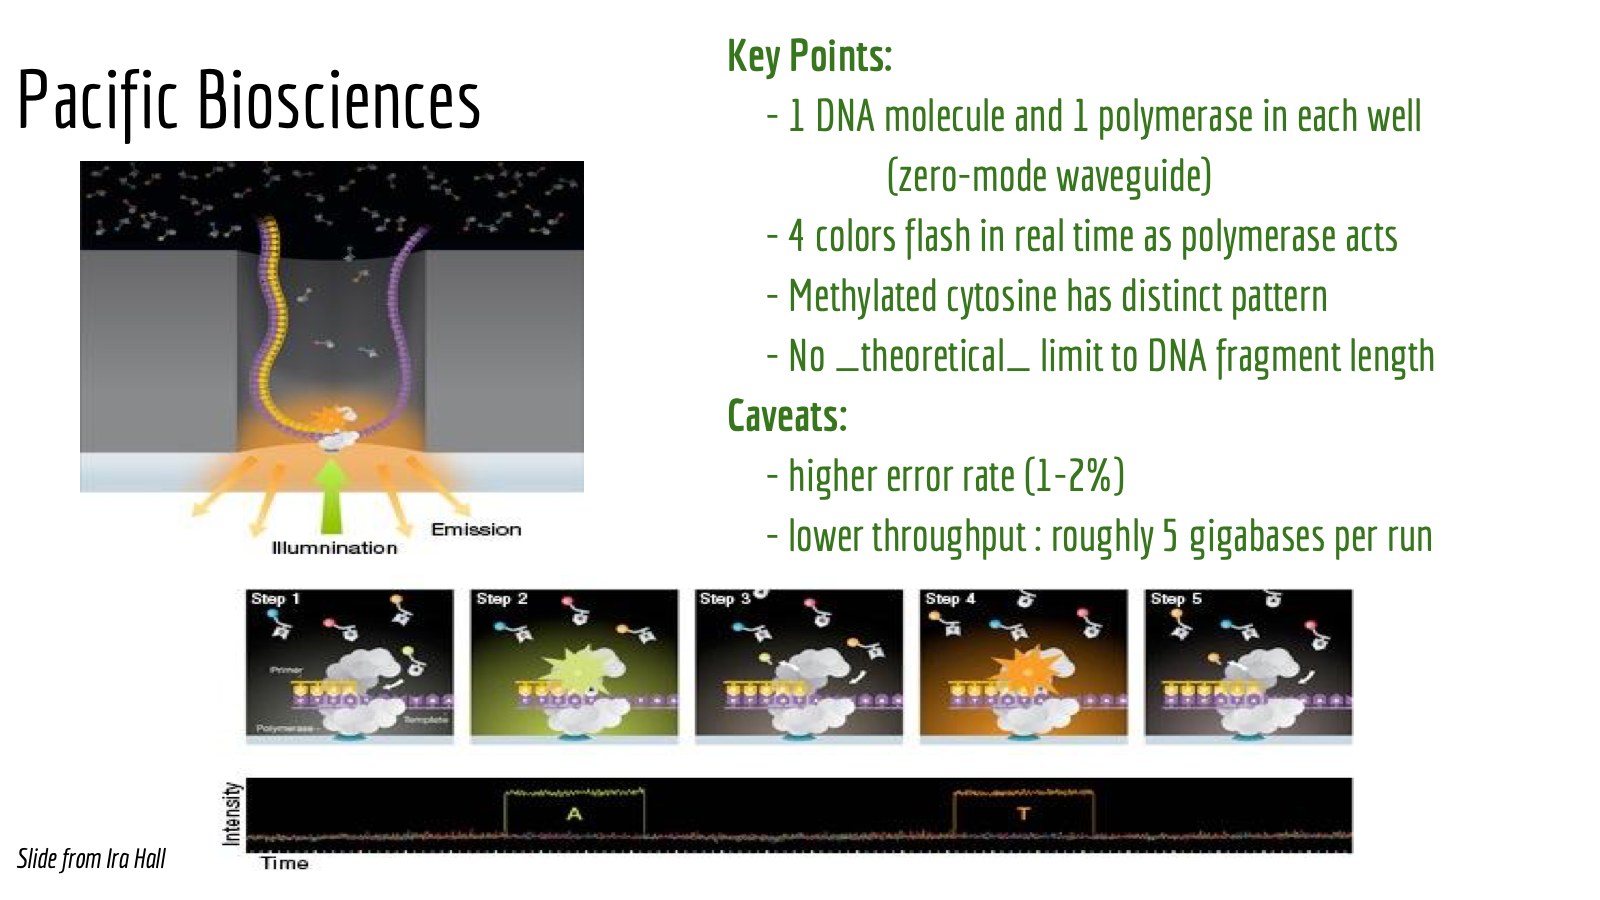 Pacific Biosciences
Key Points:
- 1 DNA molecule and 1 polymerase in each well
(zero-mode waveguide)
- 4 colors flash in real time as polymerase acts
- Methylated cytosine has distinct pattern
- No _theoretical_ limit to DNA fragment length
Caveats:
- higher error rate (1-2%)
- lower throughput : roughly 5 gigabases per run
Emission
Illumnination
Step 1
Step 2
Step 3
Step 4
Step 5
Primer
Template
Polymerase
Intensity
A
T
Time
Slide from Ira Hall